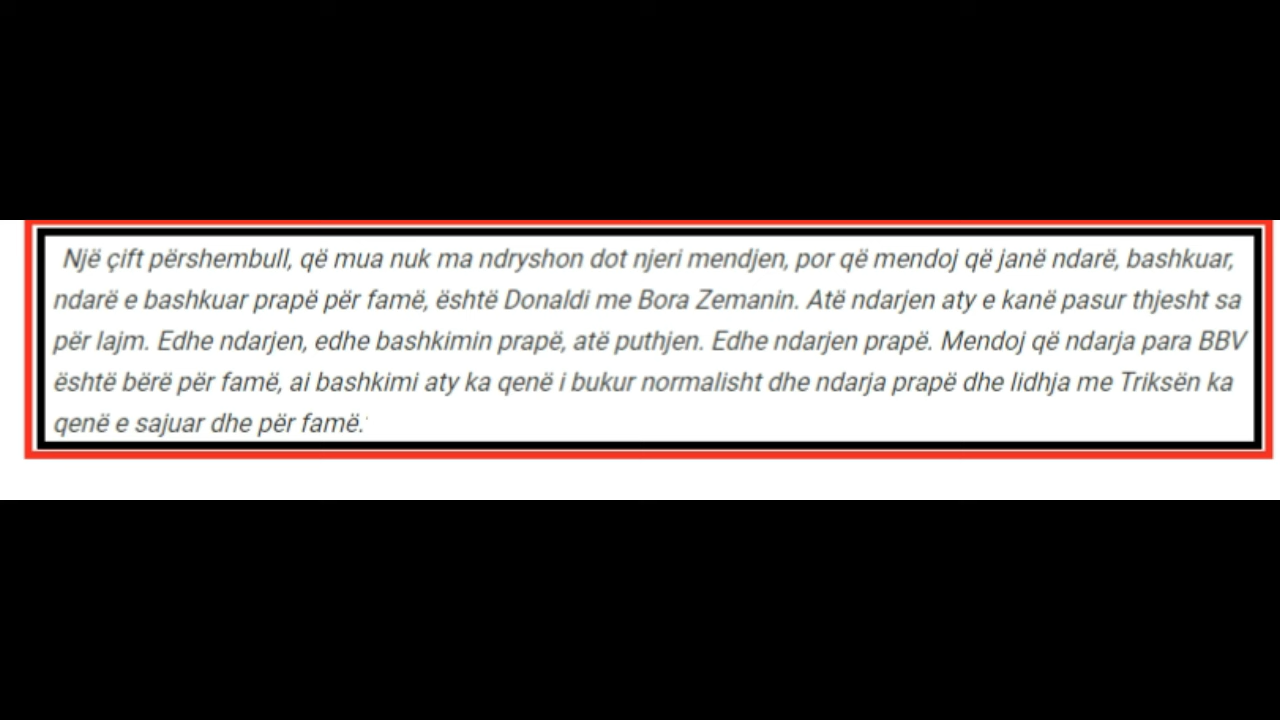 Një çift përshembull, që mua nuk ma ndryshon dot njeri mendjen, por që mendoj që janë ndarë, bashkuar,
ndarë e bashkuar prapë për famë, është Donaldi me Bora Zemanin. Atë ndarjen aty e kanë pasur thjesht sa
për lajm. Edhe ndarjen, edhe bashkimin prapë, atë puthjen. Edhe ndarjen prapë. Mendoj që ndarja para BBV
është bërë për famë, ai bashkimi aty ka qenë i bukur normalisht dhe ndarja prapë dhe lidhja me Triksën ka
qenë e sajuar dhe për famë.'